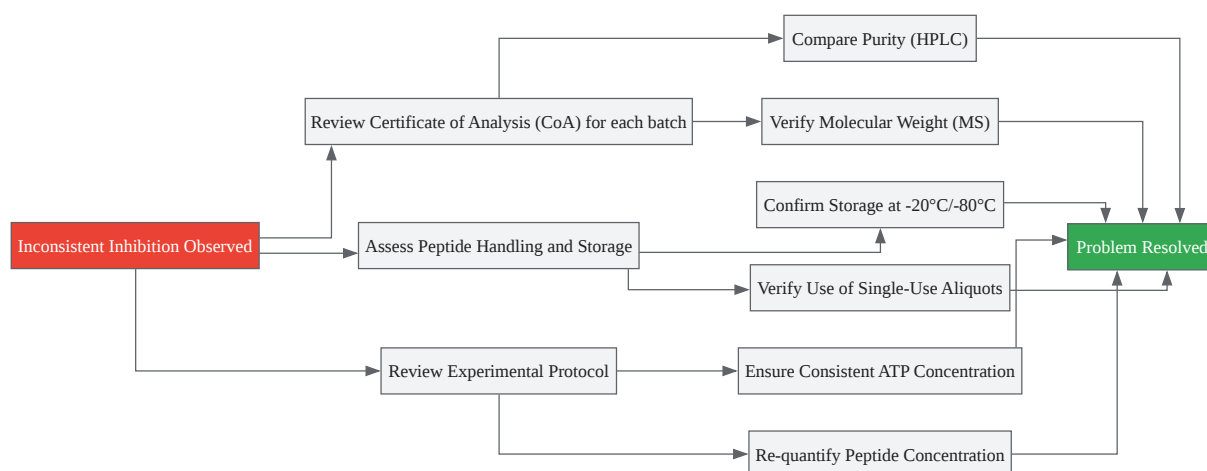 Compare Purity (HPLC)
Review Certificate of Analysis (CoA) for each batch
Verify Molecular Weight (MS)
Confirm Storage at -20°C/-80°C
Inconsistent Inhibition Observed
Assess Peptide Handling and Storage
Problem Resolved
Verify Use of Single-Use Aliquots
Review Experimental Protocol
Ensure Consistent ATP Concentration
Re-quantify Peptide Concentration